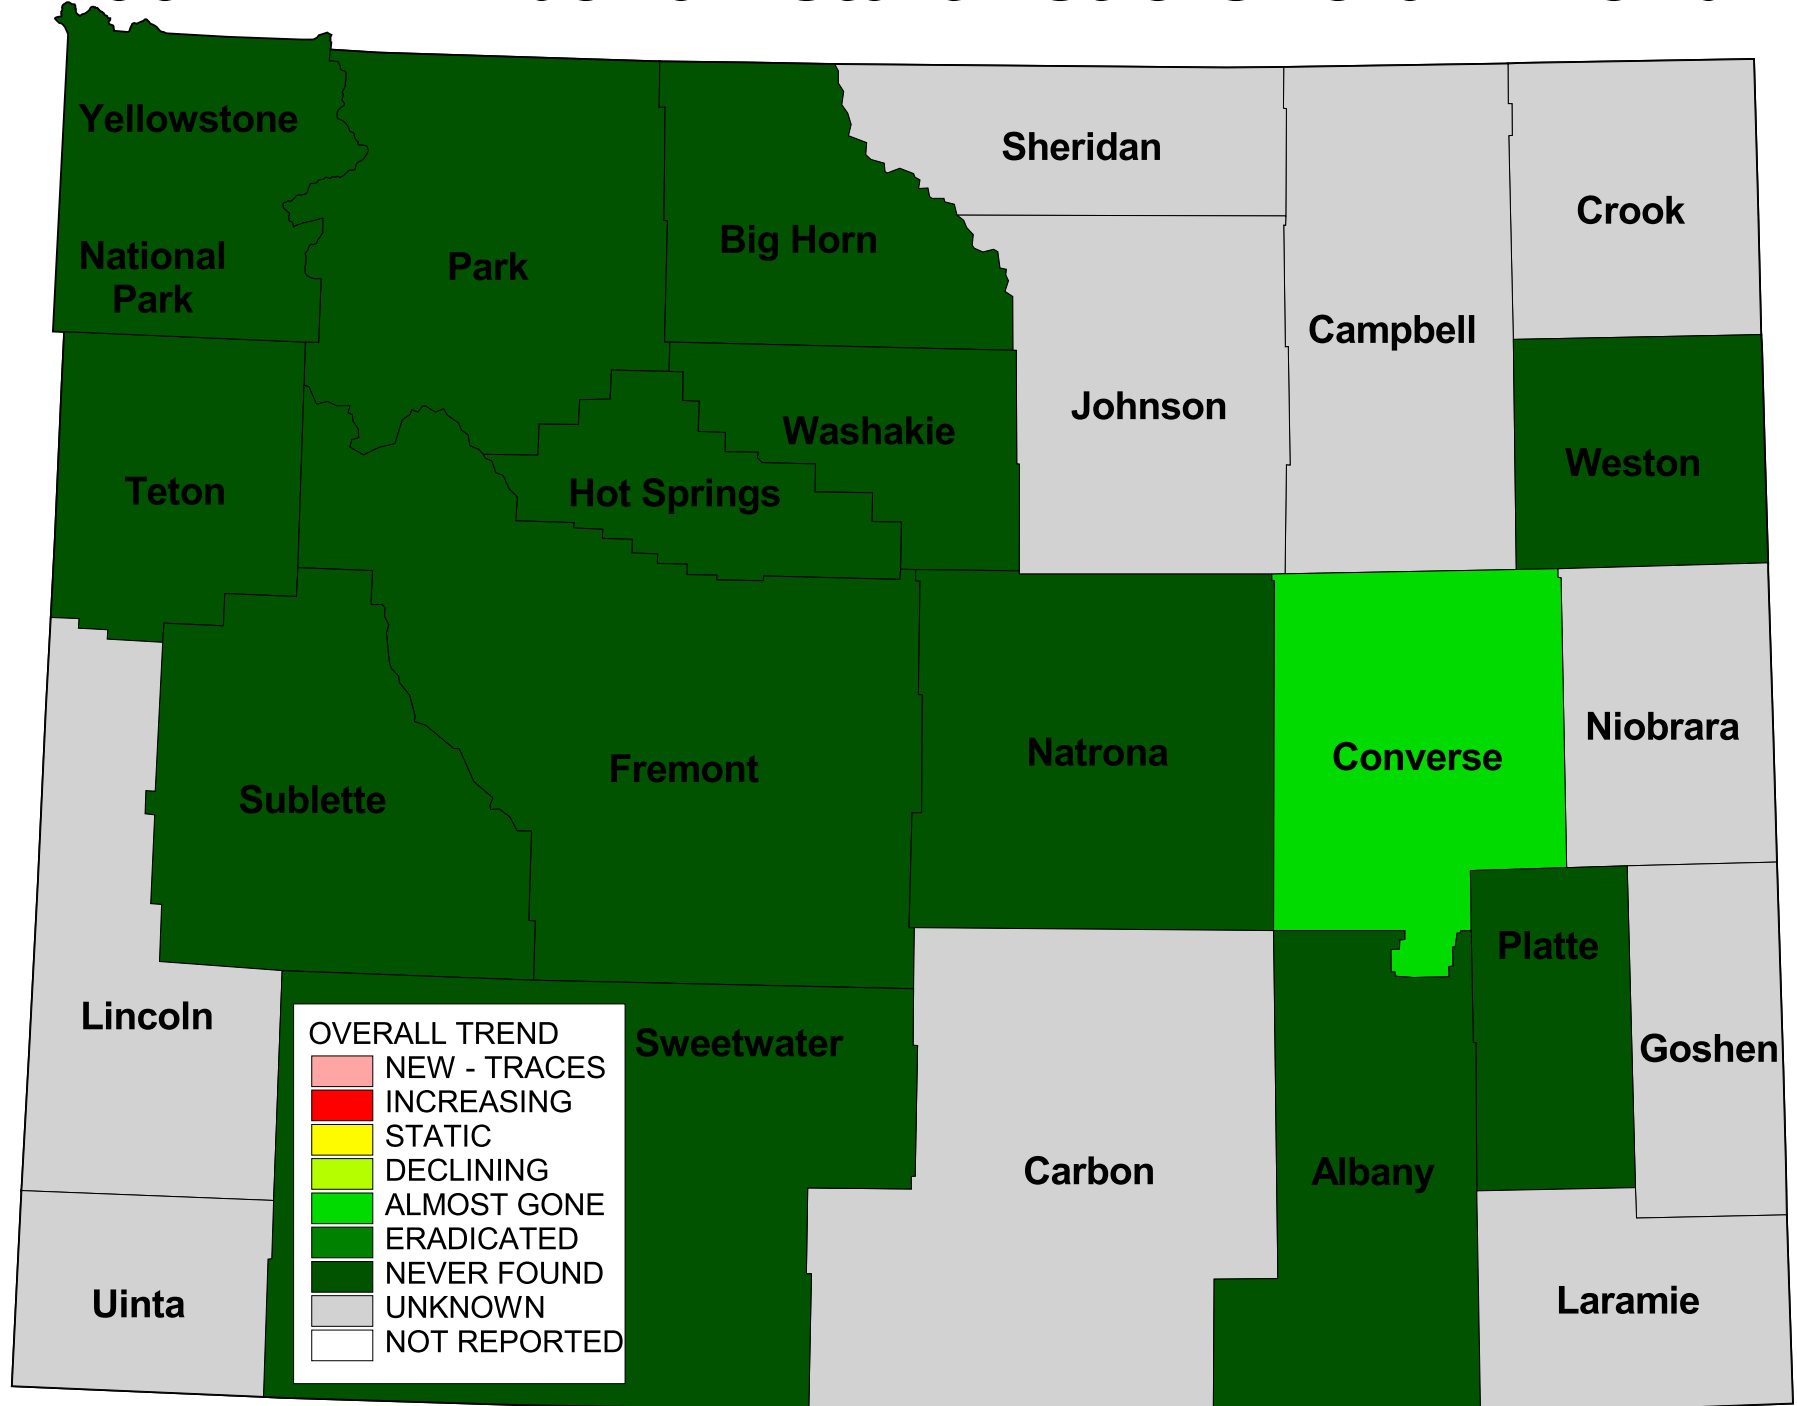 Yellowstone
National
Park
Park
Big Horn
Sheridan
Crook
Campbell
Johnson
Washakie
Weston
Teton
Hot Springs
Niobrara
Natrona
Converse
Fremont
Sublette
Platte
Lincoln
Sweetwater
Goshen
Carbon
Albany
Uinta
Laramie
OVERALL TREND
NEW - TRACES
INCREASING
STATIC
DECLINING
ALMOST GONE
ERADICATED
NEVER FOUND
UNKNOWN
NOT REPORTED